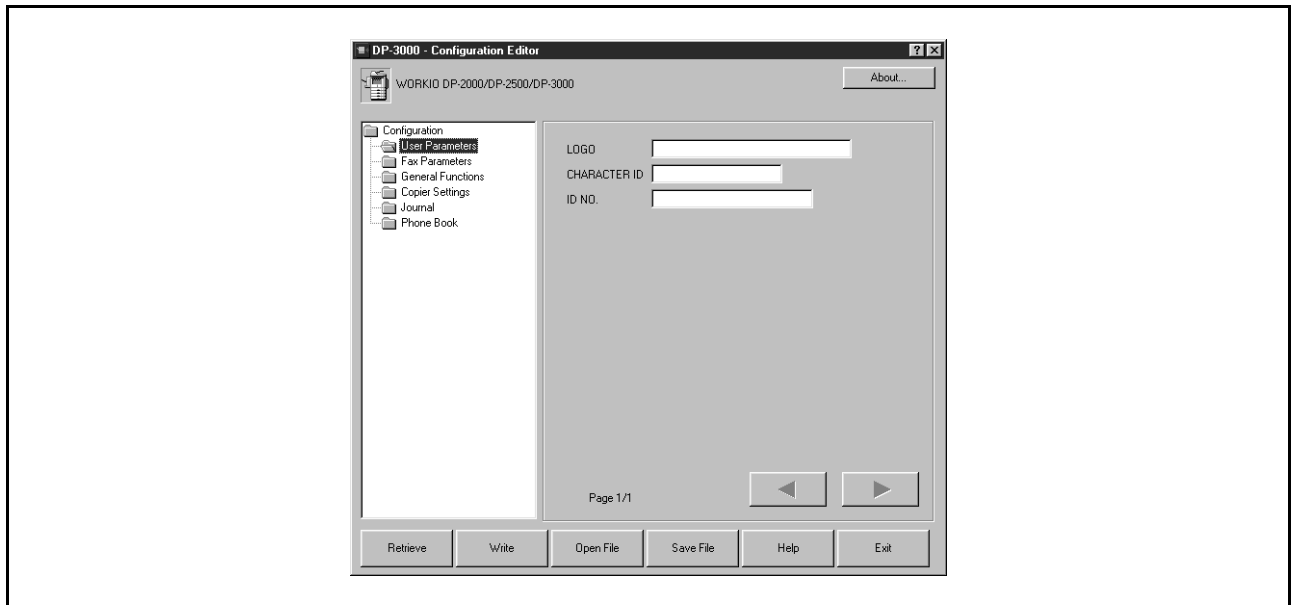 DP-3000 - Configuration Editor
WORKIO DP-2000/DP-2500/DP-3000
About...
Configuration
User Parameters
Fax Parameters
General Functions
Copier Settings
Journal
Phone Book
LOGO
CHARACTER ID
ID NO.
Page 1/1
Retrieve Write Open File Save File Help Exit